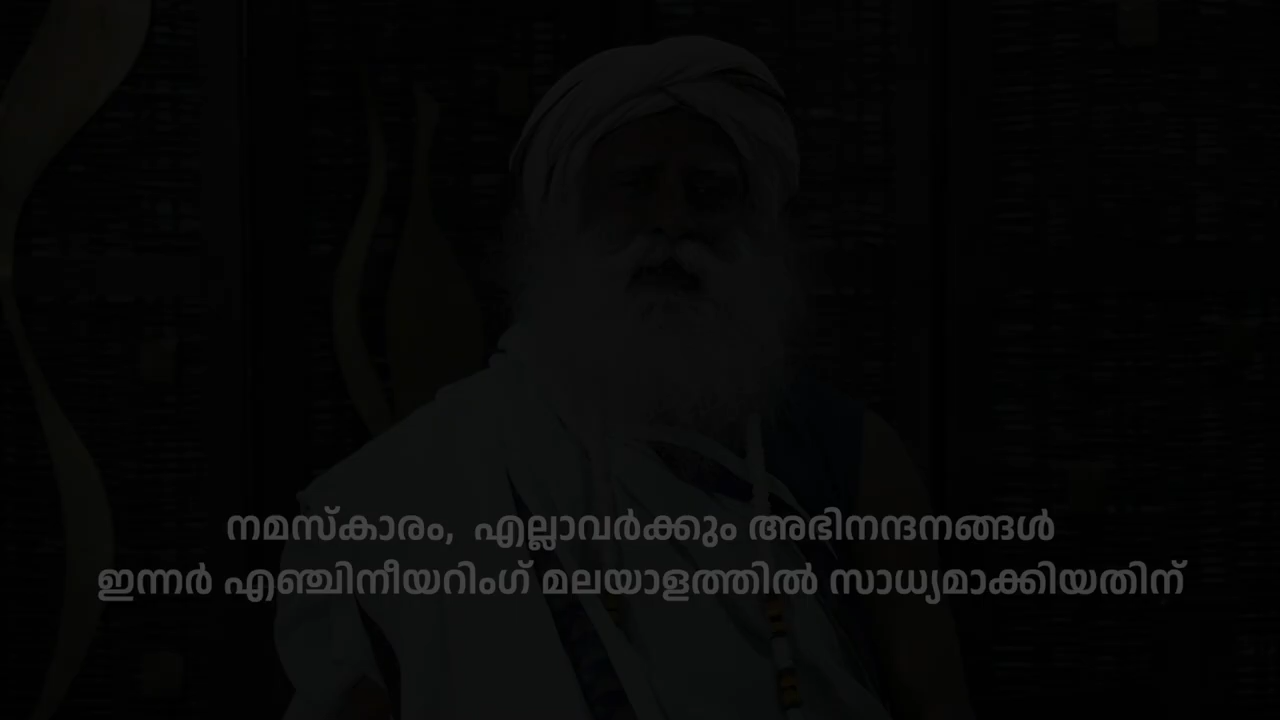 നമസ്കാരം, എല്ലാവർക്കും അഭിനന്ദനങ്ങൾ
ഇന്നർ എഞ്ചിനീയറിംഗ് മലയാളത്തിൽ സാധ്യമാക്കിയതിന്